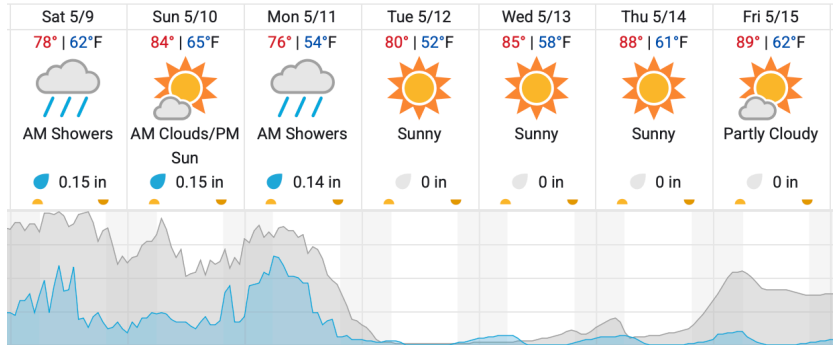 Sat 5/9 Sun 5/10 Mon 5/11 Tue 5/12 Wed 5/13 Thu 5/14 Fri 5/15
78° | 62°F 84° | 65°F 76° | 54°F 80° | 52°F 85° | 58°F 88° | 61°F 89° | 62°F
AM Showers AM Clouds/PM AM Showers Sunny Sunny Sunny Partly Cloudy
Sun
0.15 in 0.15 in 0.14 in 0 in 0 in 0 in 0 in